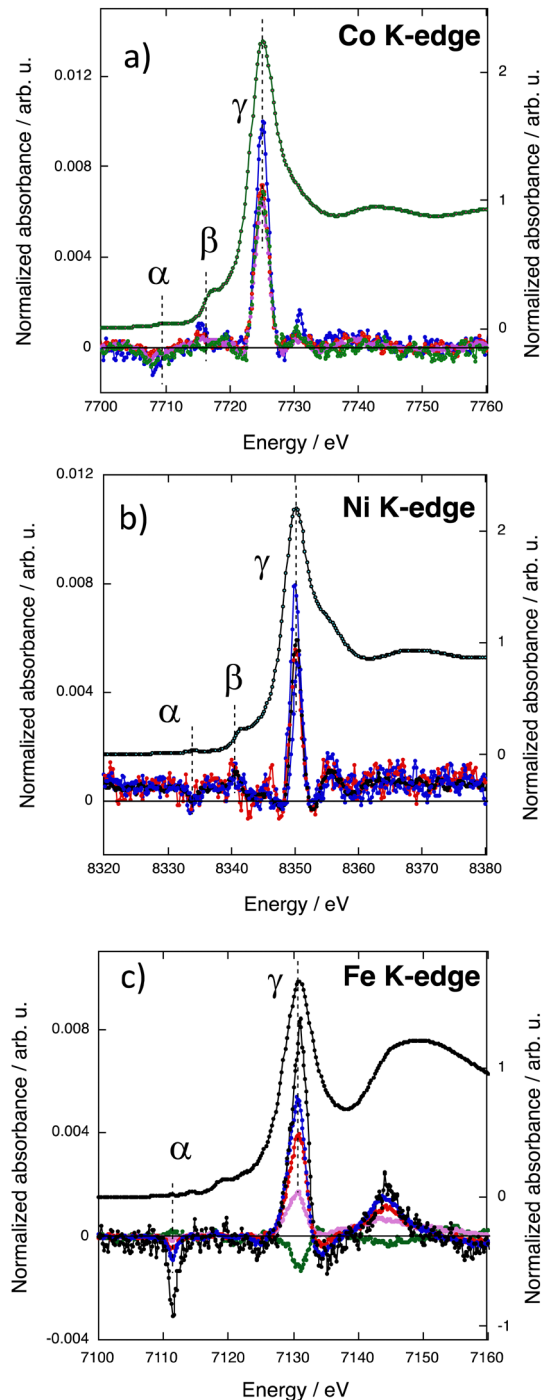 a)
Co K-edge
Normalized absorbance / arb. u.
0.012
0.004
0
2
1
0
Normalized absorbance / arb. u.
α
β
γ
7700
7710
7720
7730
7740
7750
7760
Energy / eV
b)
Ni K-edge
Normalized absorbance / arb. u.
0.012
0.008
0.004
0
2
1
0
Normalized absorbance / arb. u.
α
β
γ
8320
8330
8340
8350
8360
8370
8380
Energy / eV
c)
Fe K-edge
Normalized absorbance / arb. u.
0.008
0.004
0
-0.004
1
0
-1
Normalized absorbance / arb. u.
α
γ
7100
7110
7120
7130
7140
7150
7160
Energy / eV